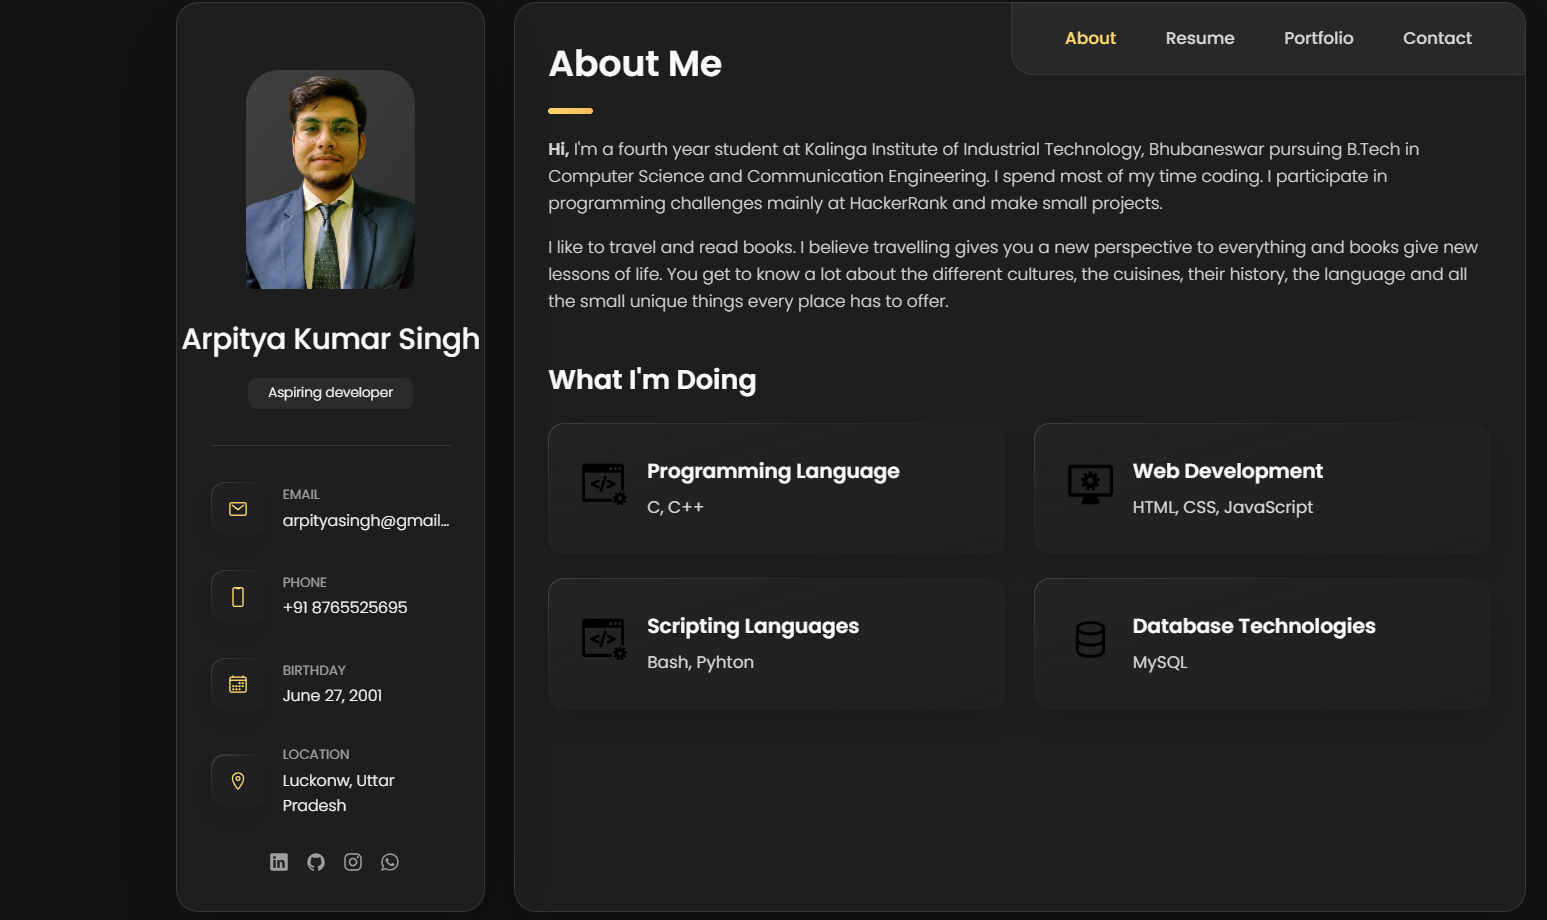 Arpitya Kumar Singh
Aspiring developer
EMAIL
arpityasingh@gmail...
PHONE
+91 8765525695
BIRTHDAY
June 27, 2001
LOCATION
Luckonw, Uttar
Pradesh
About
Resume
Portfolio
Contact
About Me
Hi, I'm a fourth year student at Kalinga Institute of Industrial Technology, Bhubaneswar pursuing B.Tech in
Computer Science and Communication Engineering. I spend most of my time coding. I participate in
programming challenges mainly at HackerRank and make small projects.
I like to travel and read books. I believe travelling gives you a new perspective to everything and books give new
lessons of life. You get to know a lot about the different cultures, the cuisines, their history, the language and all
the small unique things every place has to offer.
What I'm Doing
Programming Language
C, C++
Web Development
HTML, CSS, JavaScript
Scripting Languages
Bash, Pyhton
Database Technologies
MySQL